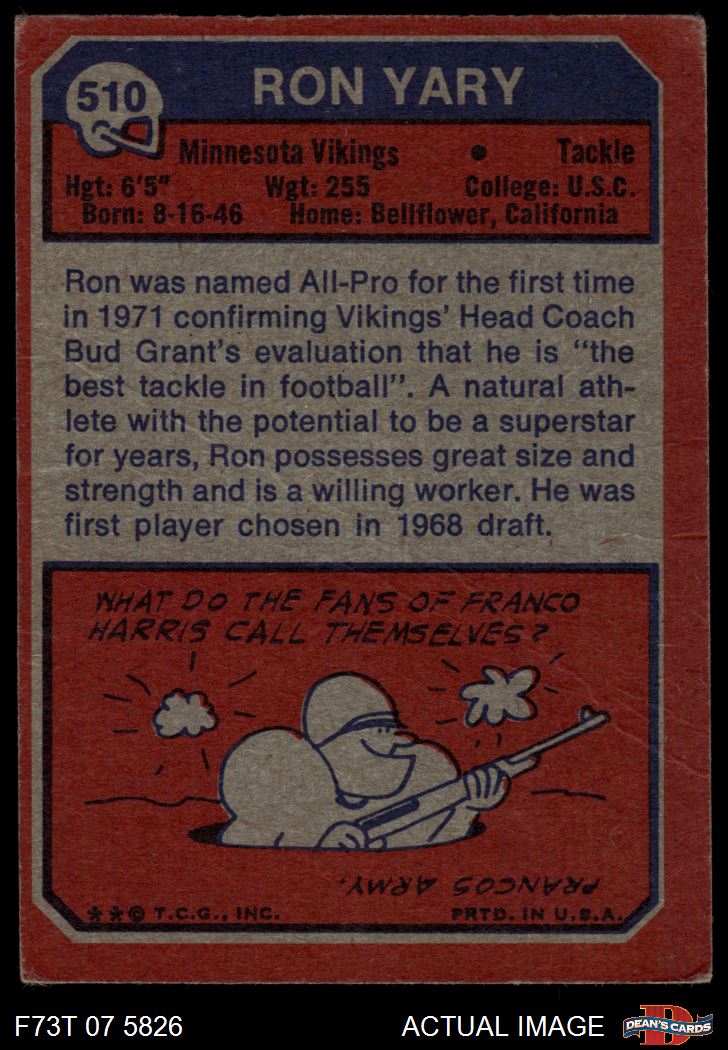 510
RON YARY
Minnesota Vikings • Tackle
Hgt: 6'5" Wgt: 255 College: U.S.C.
Born: 8-16-46 Home: Bellflower, California
Ron was named All-Pro for the first time
in 1971 confirming Vikings' Head Coach
Bud Grant's evaluation that he is "the
best tackle in football". A natural ath-
lete with the potential to be a superstar
for years, Ron possesses great size and
strength and is a willing worker. He was
first player chosen in 1968 draft.
WHAT DO THE FANS OF FRANCO
HARRIS CALL THEMSELVES?
FRANCOS ARMY.
**© T.C.G., INC. PRTD. IN U.S.A.
F73T 07 5826 ACTUAL IMAGE
D
DEAN'S CARDS